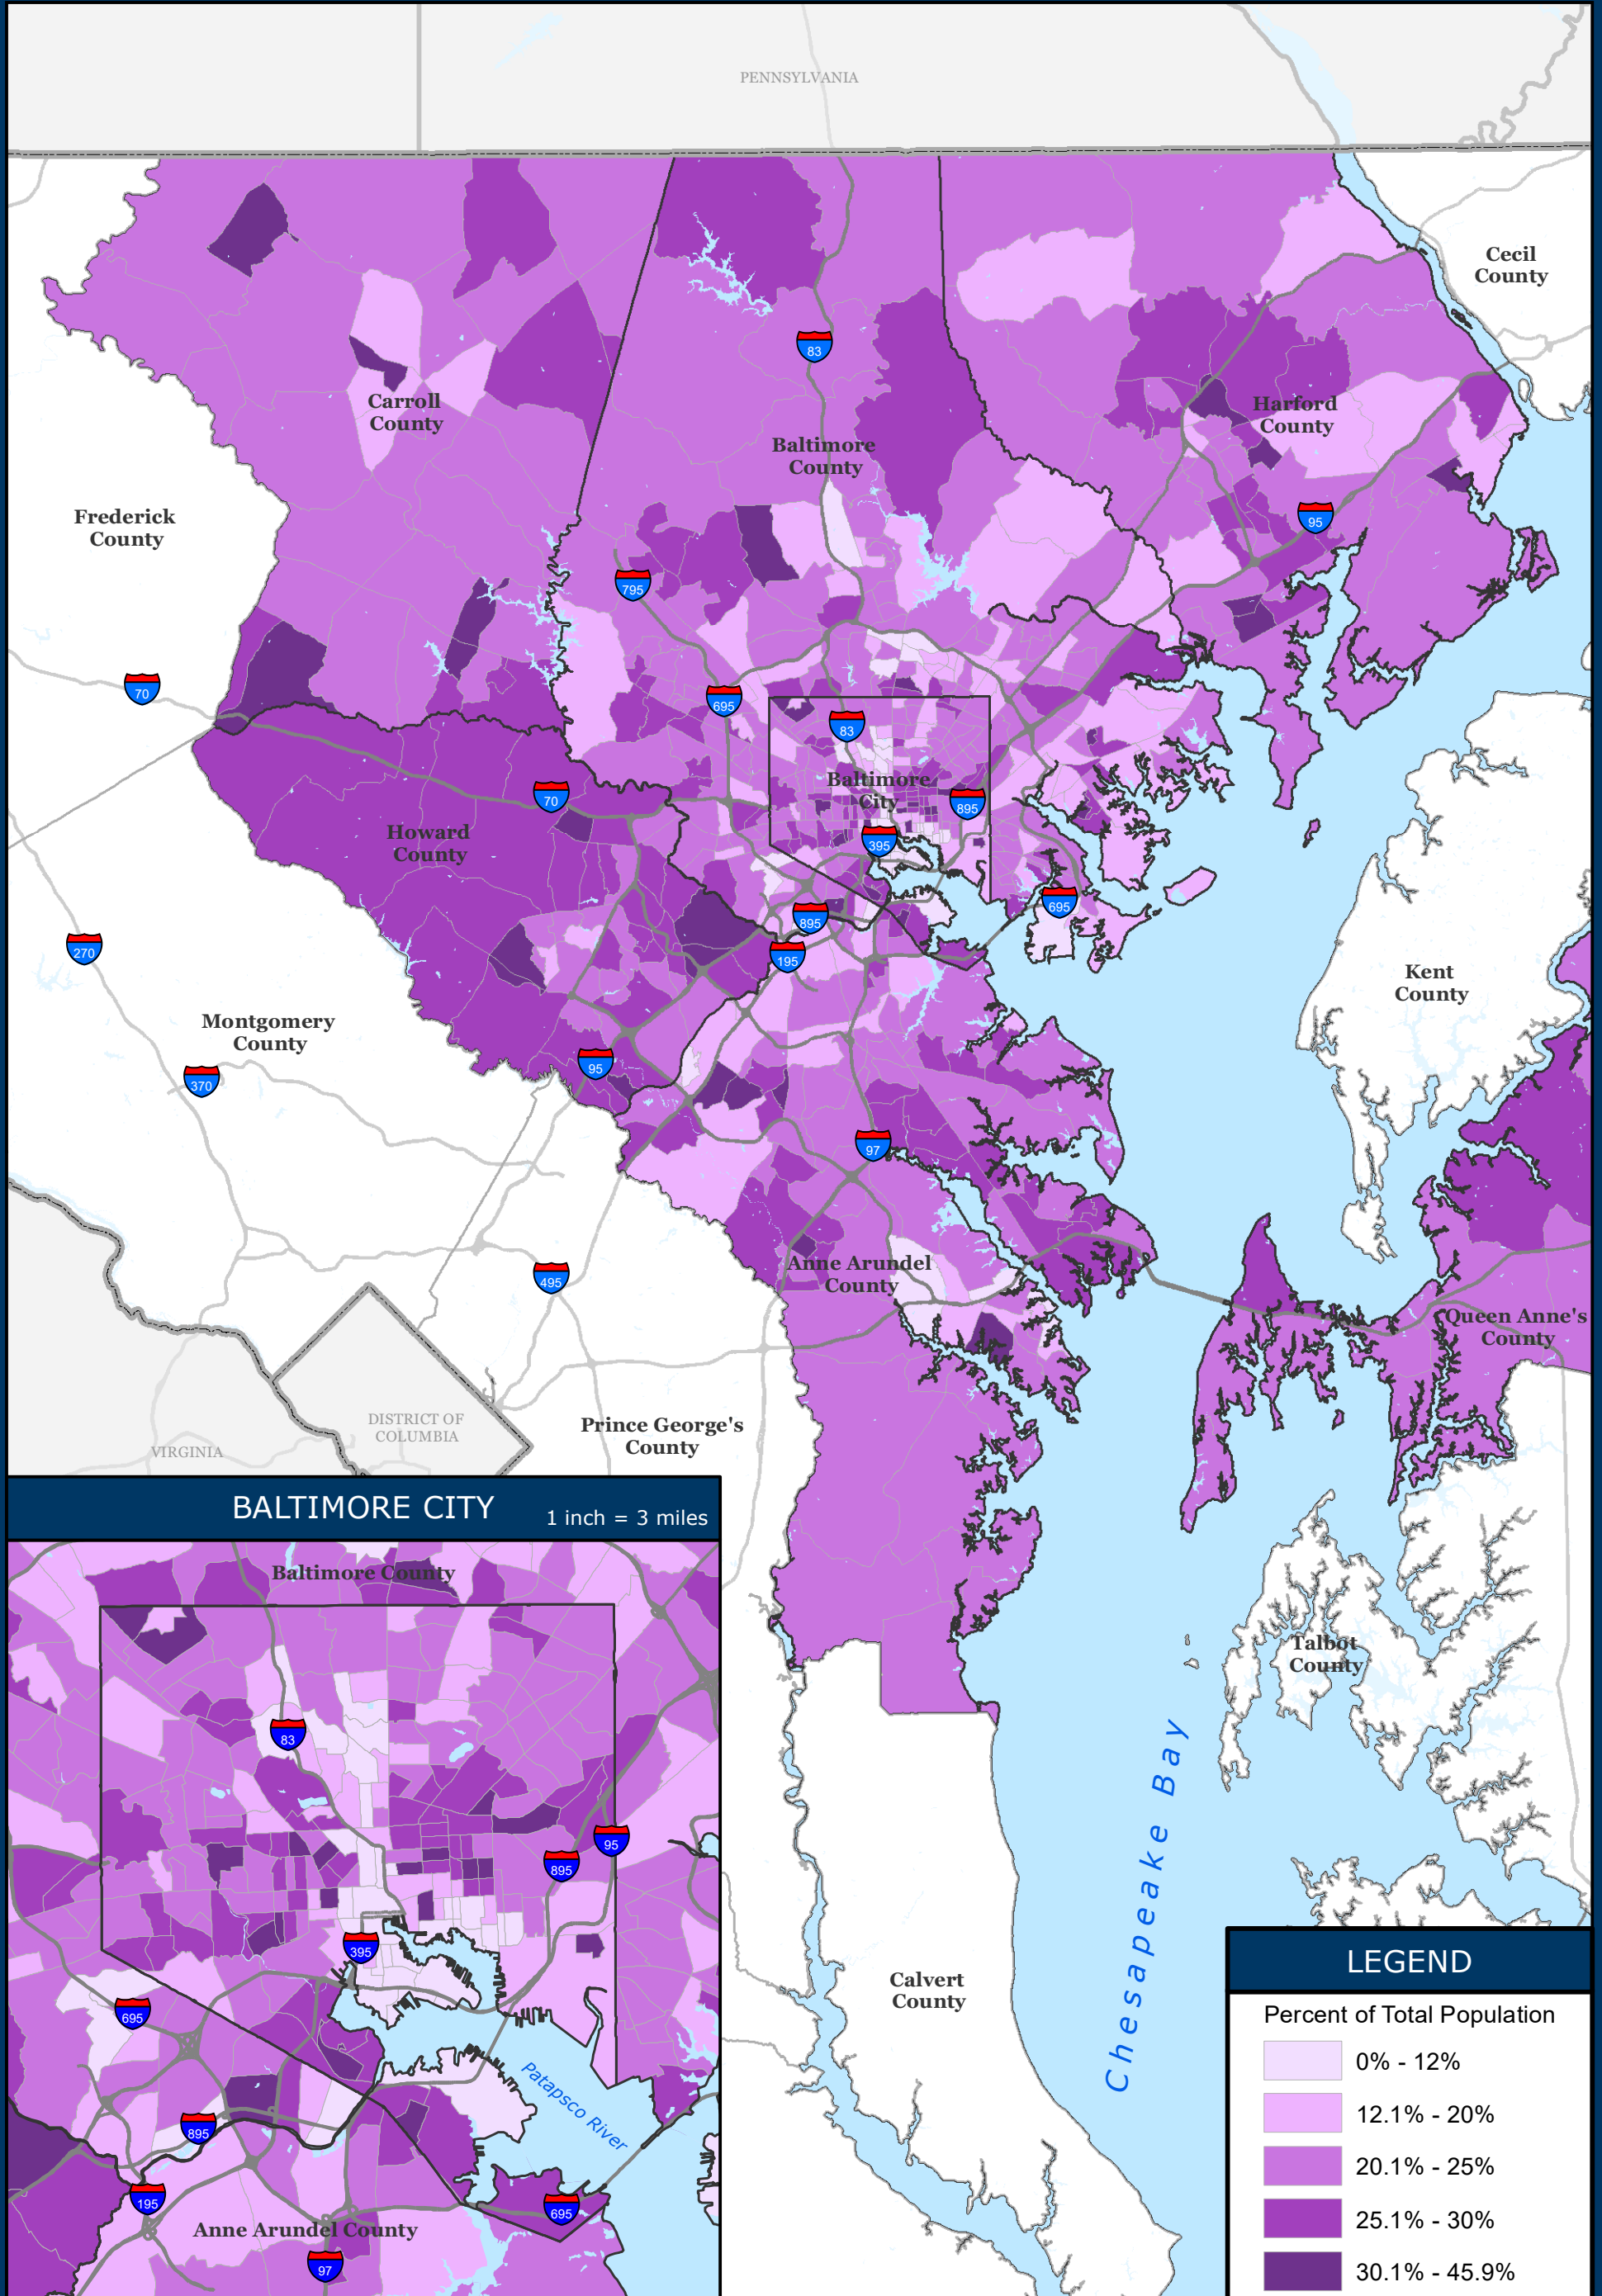 PENNSYLVANIA
Cecil
County
83
Carroll
County
Harford
County
Baltimore
County
Frederick
County
95
795
70
695
83
Baltimore
City
70
895
Howard
County
395
695
895
270
195
Kent
County
Montgomery
County
95
370
97
Anne Arundel
County
495
Queen Anne's
County
DISTRICT OF
COLUMBIA
VIRGINIA
Prince George's
County
Talbot
County
Chesapeake Bay
Calvert
County
BALTIMORE CITY
1 inch = 3 miles
Baltimore County
83
95
895
395
695
Patapsco River
895
195
695
Anne Arundel County
97
LEGEND
Percent of Total Population
0% - 12%
12.1% - 20%
20.1% - 25%
25.1% - 30%
30.1% - 45.9%